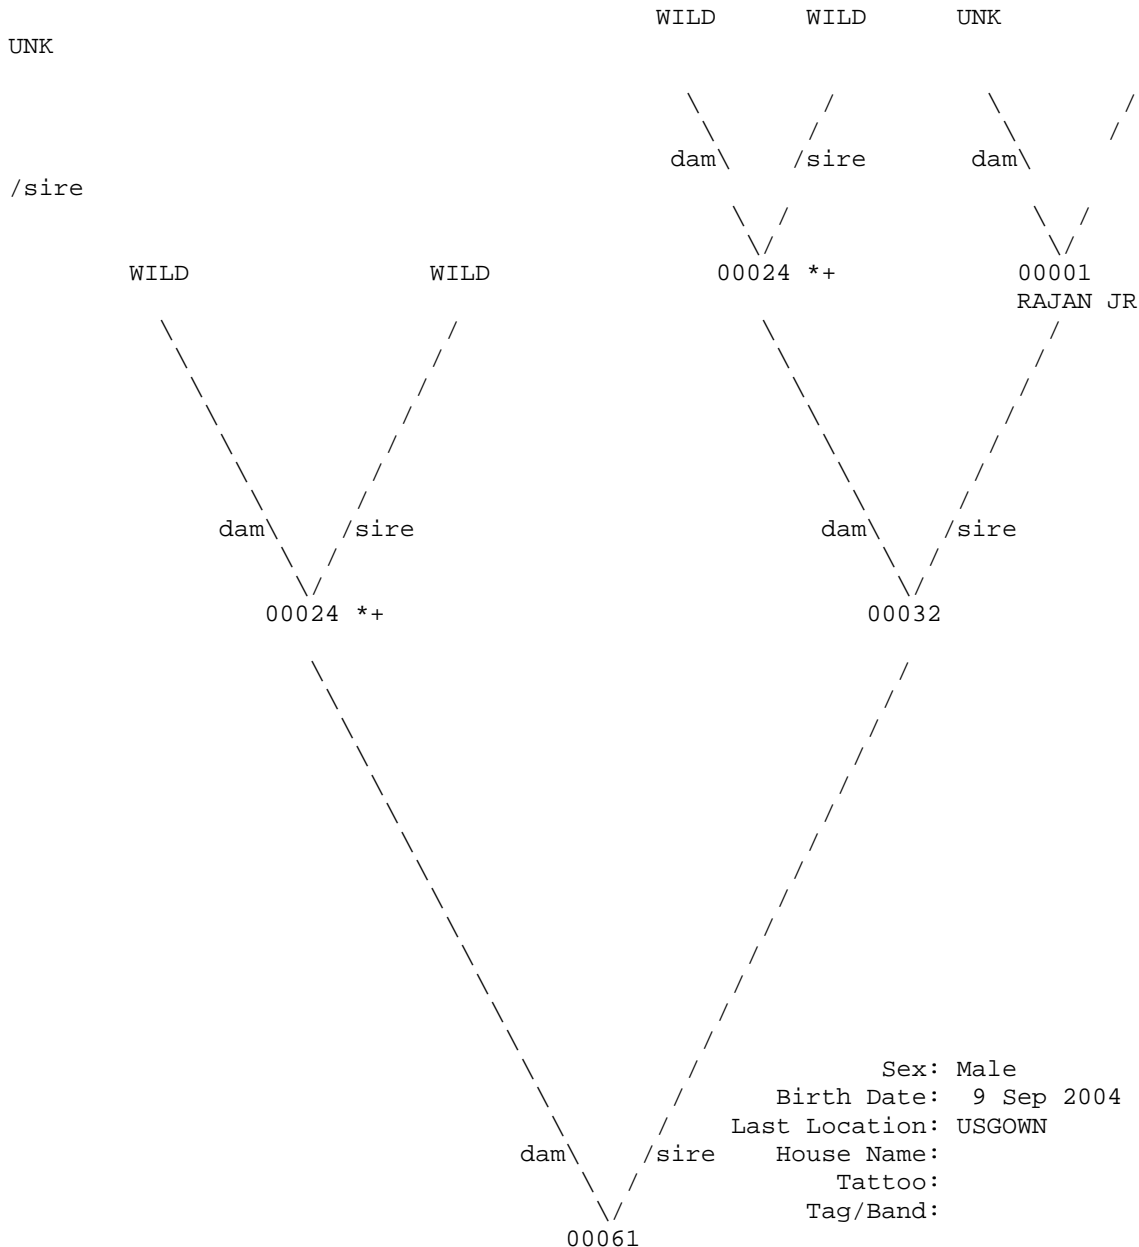 WILD WILD UNK
UNK
\ / \ /
\ / \ /
dam\ /sire dam\
/sire
\ / \ /
\/ \/
WILD WILD 00024 *+ 00001
RAJAN JR
\ / \ /
\ / \ /
\ / \ /
\ / \ /
\ / \ /
\ / \ /
\ / \ /
dam\ /sire dam\ /sire
\ / \ /
\/ \/
00024 *+ 00032
\ /
\ /
\ /
\ /
\ /
\ /
\ /
\ /
\ /
\ /
\ /
\ /
\ /
\ /
\ / Sex: Male
\ / Birth Date: 9 Sep 2004
\ / Last Location: USGOWN
dam\ /sire House Name:
\ / Tattoo:
\/ Tag/Band:
00061